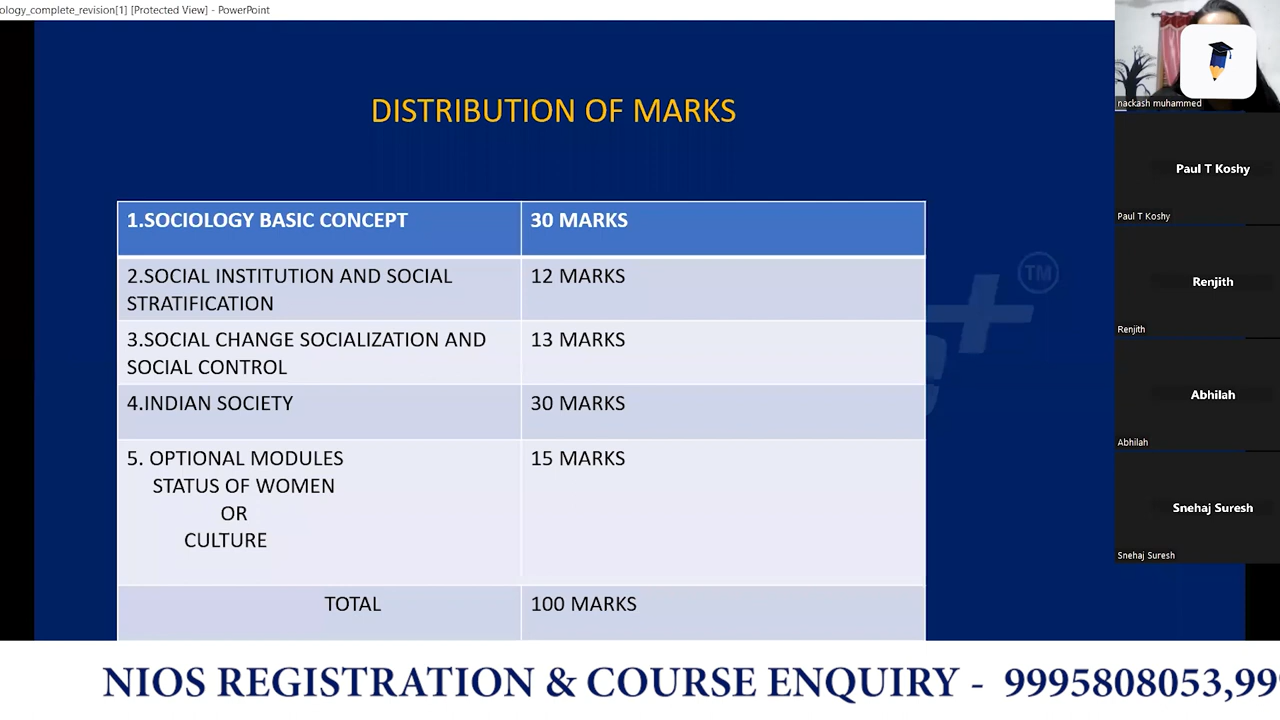 ology_complete_revision[1] [Protected View] - PowerPoint
DISTRIBUTION OF MARKS
1.SOCIOLOGY BASIC CONCEPT 30 MARKS
2.SOCIAL INSTITUTION AND SOCIAL 12 MARKS
STRATIFICATION
3.SOCIAL CHANGE SOCIALIZATION AND 13 MARKS
SOCIAL CONTROL
4.INDIAN SOCIETY 30 MARKS
5. OPTIONAL MODULES 15 MARKS
STATUS OF WOMEN
OR
CULTURE
TOTAL 100 MARKS
TM
nackash muhammed
Paul T Koshy
Paul T Koshy
Renjith
Renjith
Abhilah
Abhilah
Snehaj Suresh
Snehaj Suresh
NIOS REGISTRATION & COURSE ENQUIRY - 9995808053,99